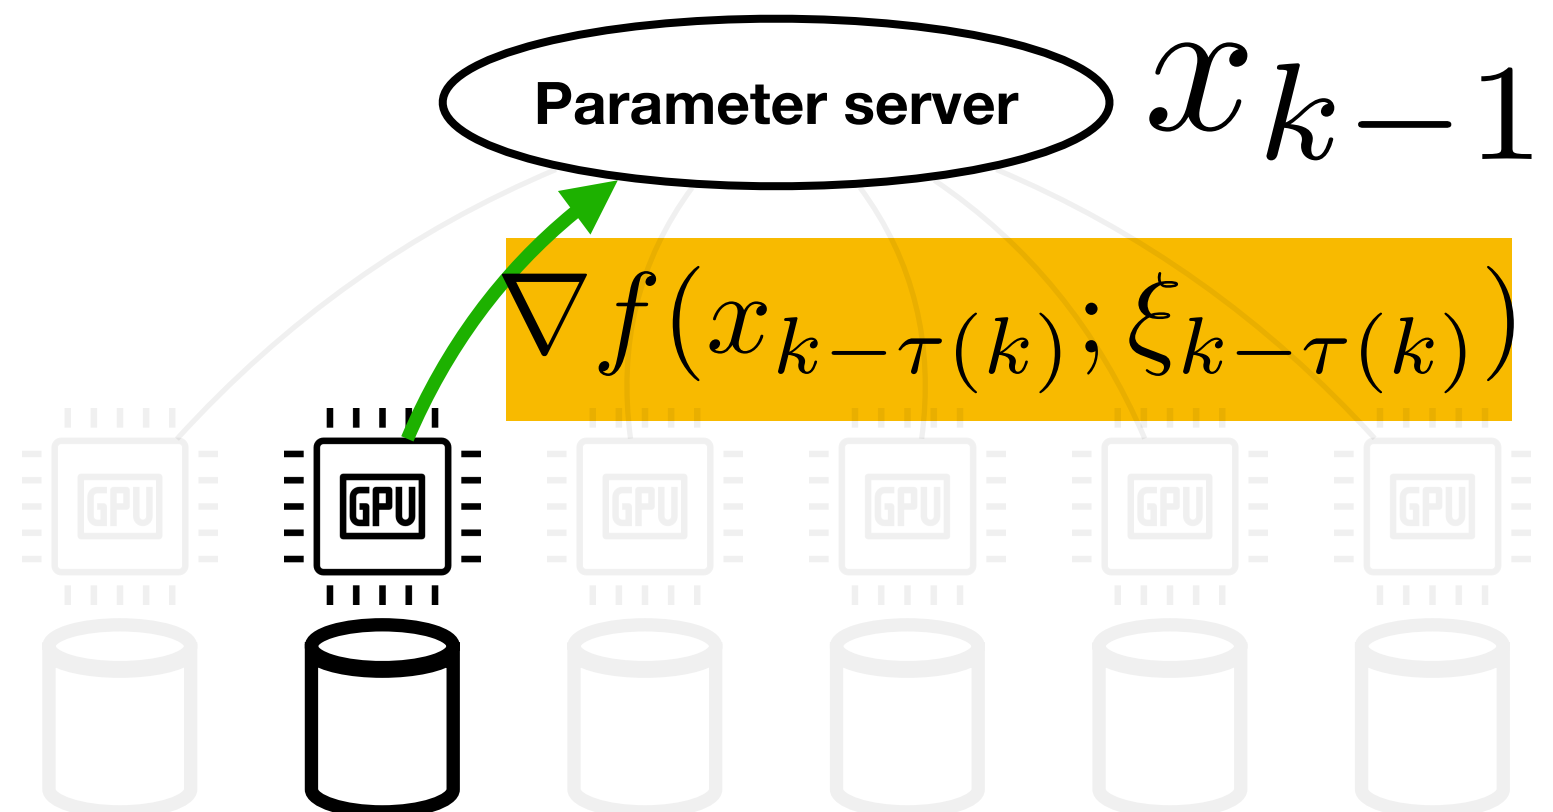 Parameter server
x_{k-1}
∇f(x_{k-τ(k)}; ξ_{k-τ(k)})
GPU GPU GPU GPU GPU GPU